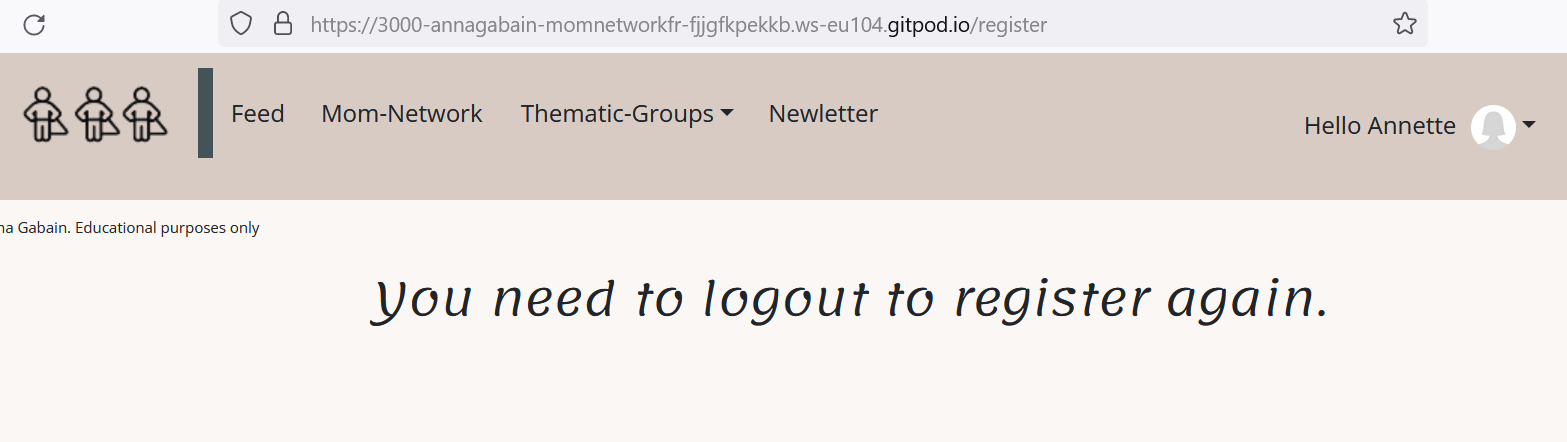 https://3000-annagabain-momnetworkfr-fjjgfkpekkb.ws-eu104.gitpod.io/register
Feed Mom-Network Thematic-Groups Newletter Hello Annette
na Gabain. Educational purposes only
You need to logout to register again.